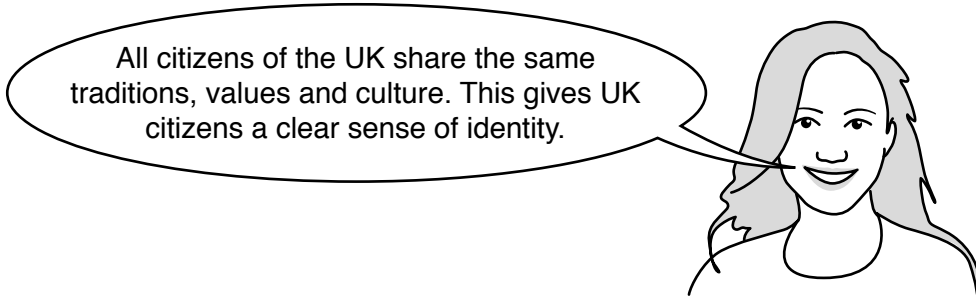 All citizens of the UK share the same
traditions, values and culture. This gives UK
citizens a clear sense of identity.